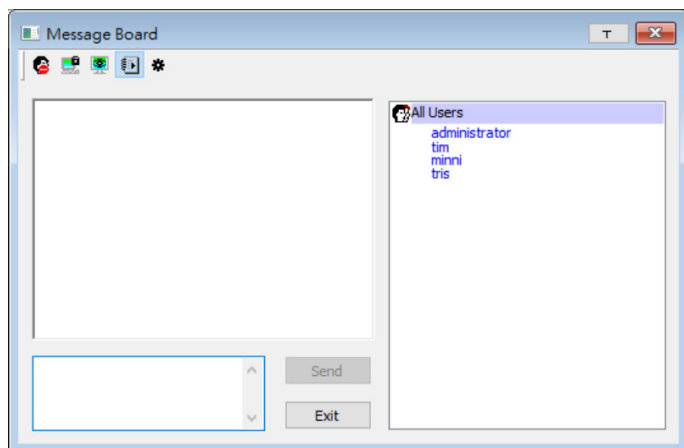 Message Board
All Users
administrator
tim
minni
tris
Send
Exit